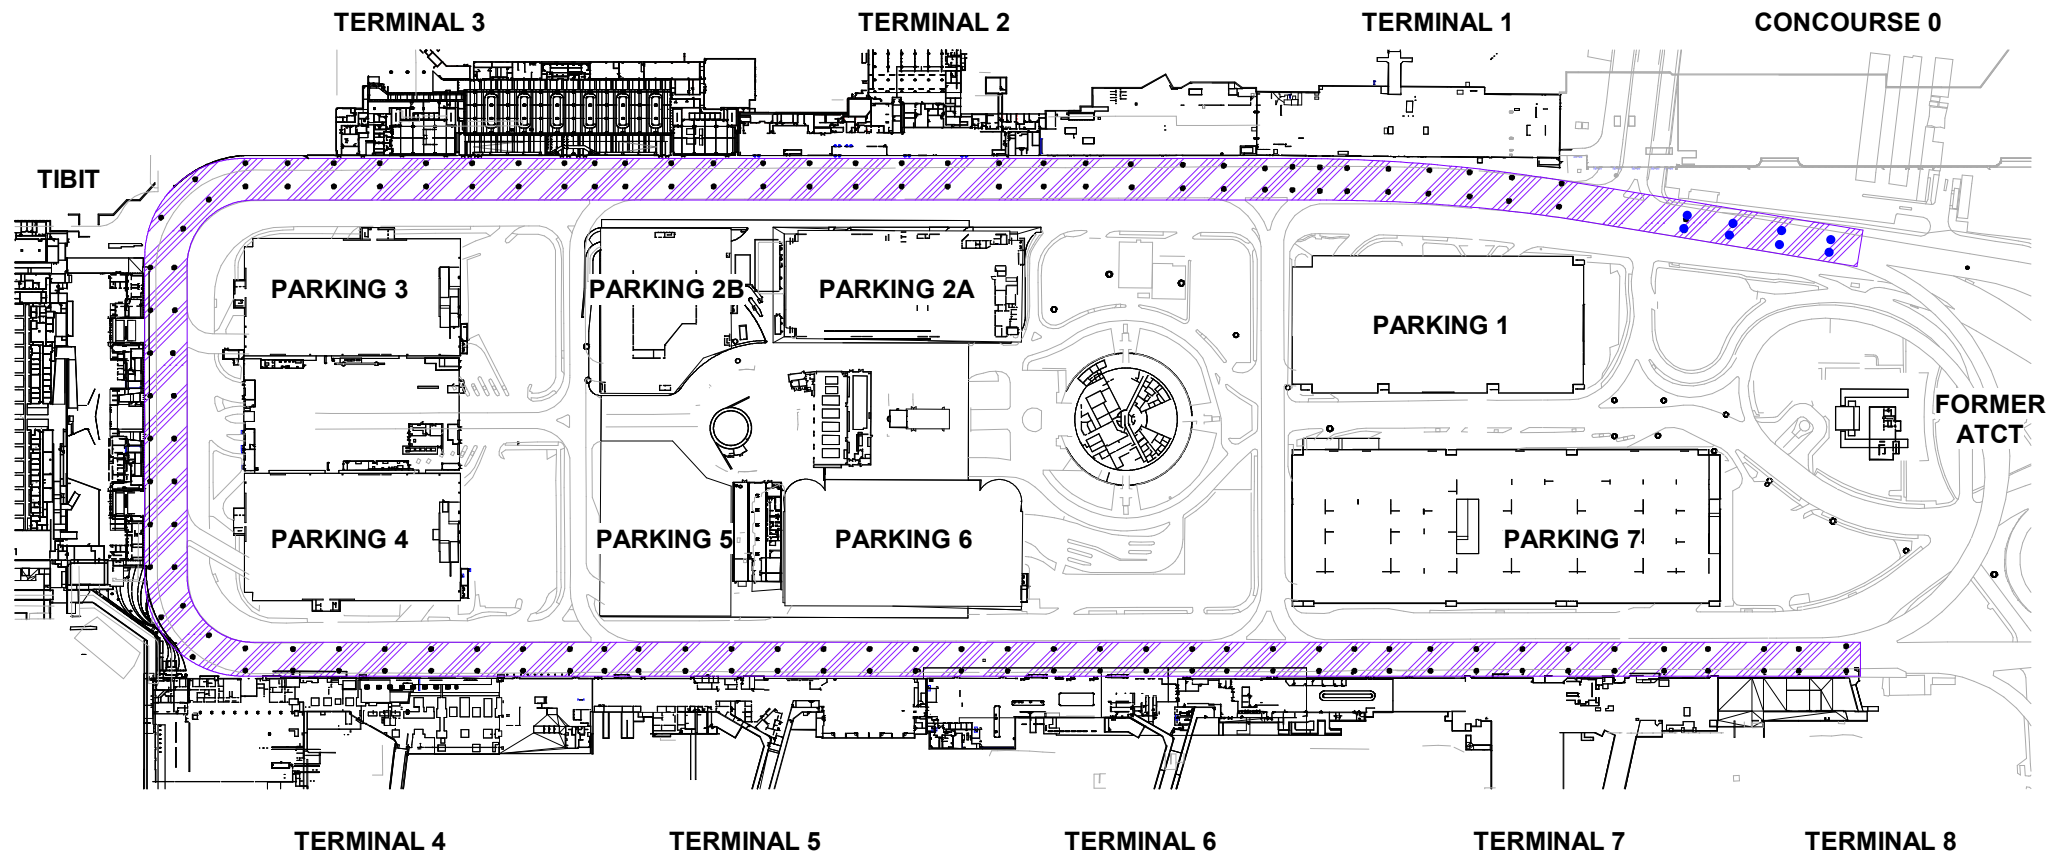 TERMINAL 3
TERMINAL 2
TERMINAL 1
CONCOURSE 0
TIBIT
PARKING 3
PARKING 2B
PARKING 2A
PARKING 1
FORMER
ATCT
PARKING 4
PARKING 5
PARKING 6
PARKING 7
TERMINAL 4
TERMINAL 5
TERMINAL 6
TERMINAL 7
TERMINAL 8